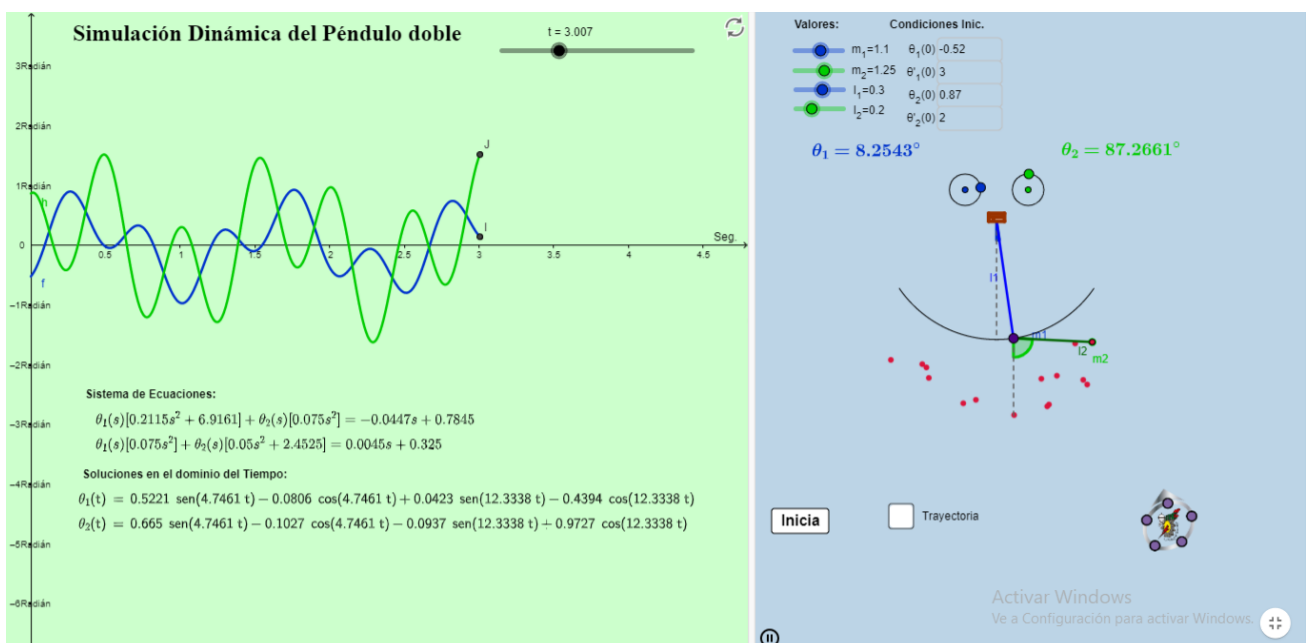 Simulación Dinámica del Péndulo doble
t = 3.007
3Radián
2Radián
1Radián
0
−1Radián
−2Radián
−3Radián
−4Radián
−5Radián
−6Radián
h
f
J
I
0.5
1
1.5
2
2.5
3
3.5
4
4.5
Seg.
Sistema de Ecuaciones:
θ₁(s)[0.2115s² + 6.9161] + θ₂(s)[0.075s²] = −0.0447s + 0.7845
θ₁(s)[0.075s²] + θ₂(s)[0.05s² + 2.4525] = 0.0045s + 0.325
Soluciones en el dominio del Tiempo:
θ₁(t) = 0.5221 sen(4.7461 t) − 0.0806 cos(4.7461 t) + 0.0423 sen(12.3338 t) − 0.4394 cos(12.3338 t)
θ₂(t) = 0.665 sen(4.7461 t) − 0.1027 cos(4.7461 t) − 0.0937 sen(12.3338 t) + 0.9727 cos(12.3338 t)
Valores: Condiciones Inic.
m₁=1.1 θ₁(0) -0.52
m₂=1.25 θ'₁(0) 3
l₁=0.3 θ₂(0) 0.87
l₂=0.2 θ'₂(0) 2
θ₁ = 8.2543° θ₂ = 87.2661°
l1
m1
l2
m2
Inicia
Trayectoria
Activar Windows
Ve a Configuración para activar Windows.